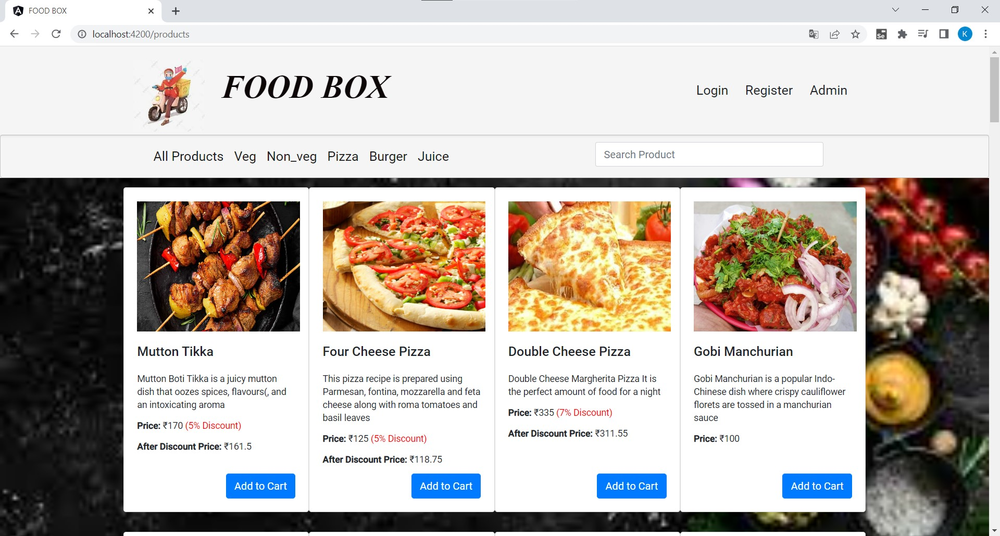 FOOD BOX
localhost:4200/products
Se
K
FOOD BOX
Login Register Admin
All Products Veg Non_veg Pizza Burger Juice
Search Product
Mutton Tikka
Mutton Boti Tikka is a juicy mutton
dish that oozes spices, flavours(, and
an intoxicating aroma
Price: ₹170 (5% Discount)
After Discount Price: ₹161.5
Add to Cart
Four Cheese Pizza
This pizza recipe is prepared using
Parmesan, fontina, mozzarella and feta
cheese along with roma tomatoes and
basil leaves
Price: ₹125 (5% Discount)
After Discount Price: ₹118.75
Add to Cart
Double Cheese Pizza
Double Cheese Margherita Pizza It is
the perfect amount of food for a night
Price: ₹335 (7% Discount)
After Discount Price: ₹311.55
Add to Cart
Gobi Manchurian
Gobi Manchurian is a popular Indo-
Chinese dish where crispy cauliflower
florets are tossed in a manchurian
sauce
Price: ₹100
Add to Cart